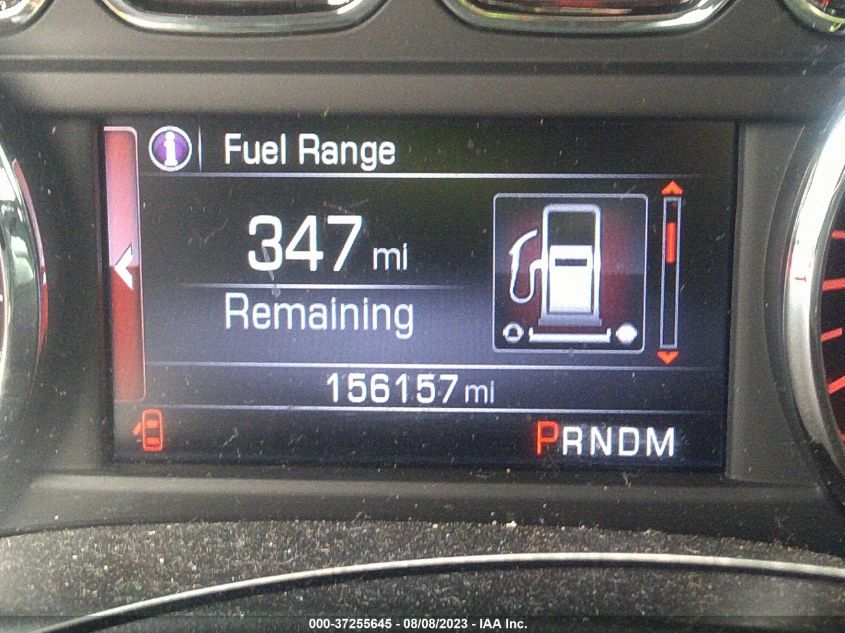 i Fuel Range
347 mi
Remaining
156157 mi
PRNDM
000-37255645 - 08/08/2023 - IAA Inc.